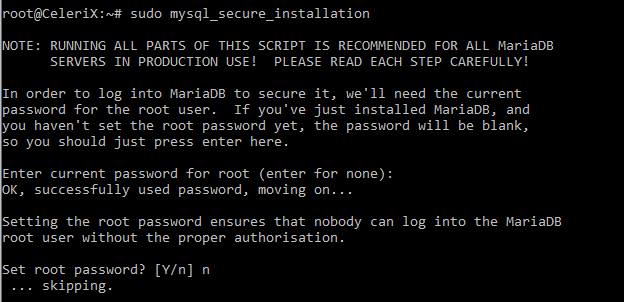 root@CeleriX:~# sudo mysql_secure_installation
NOTE: RUNNING ALL PARTS OF THIS SCRIPT IS RECOMMENDED FOR ALL MariaDB
SERVERS IN PRODUCTION USE!  PLEASE READ EACH STEP CAREFULLY!
In order to log into MariaDB to secure it, we'll need the current
password for the root user.  If you've just installed MariaDB, and
you haven't set the root password yet, the password will be blank,
so you should just press enter here.
Enter current password for root (enter for none):
OK, successfully used password, moving on...
Setting the root password ensures that nobody can log into the MariaDB
root user without the proper authorisation.
Set root password? [Y/n] n
... skipping.